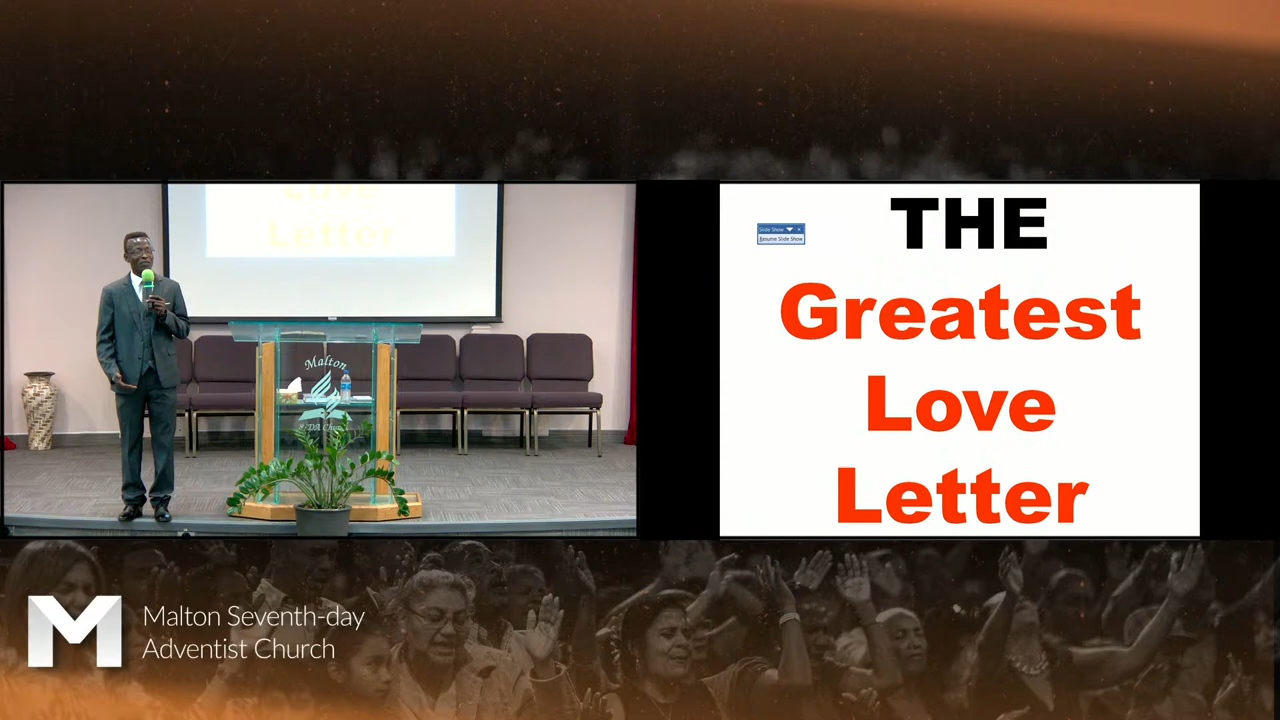 Love
Letter
Malton
SDA Church
Slide Show
Resume Slide Show
THE
Greatest
Love
Letter
Malton Seventh-day
Adventist Church